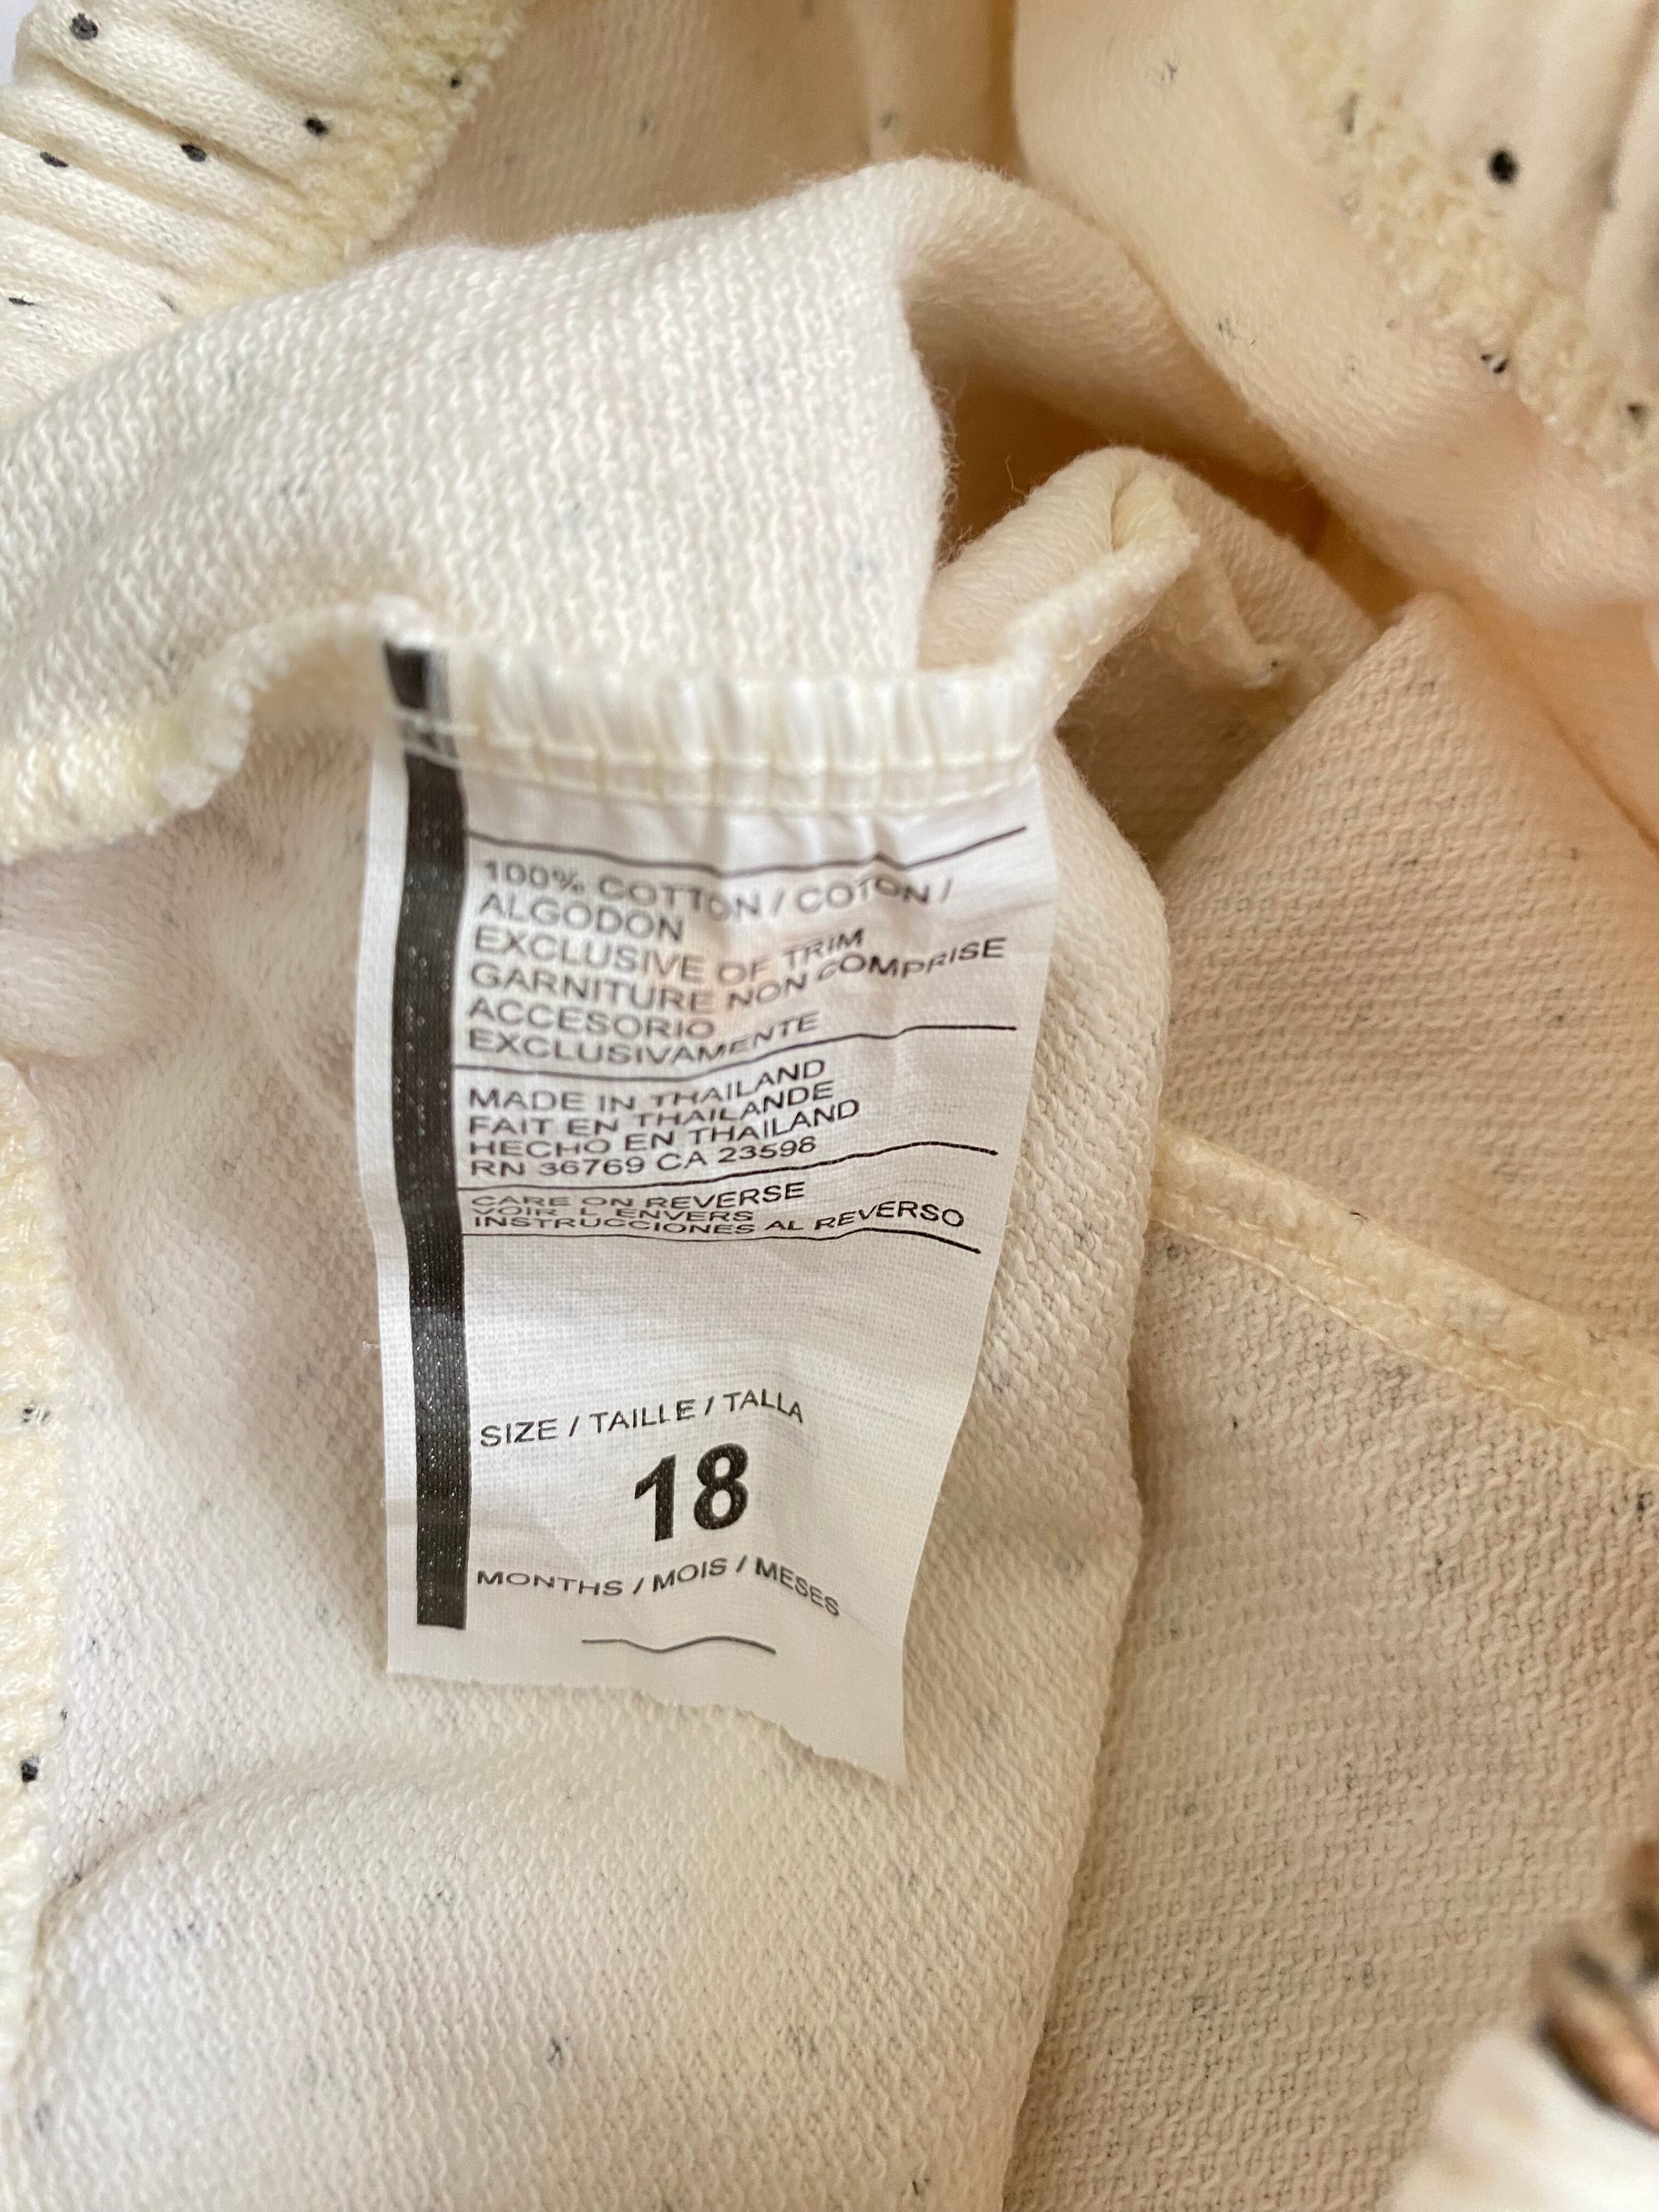 100% COTTON / COTON /
ALGODON
EXCLUSIVE OF TRIM
GARNITURE NON COMPRISE
ACCESORIO
EXCLUSIVAMENTE
MADE IN THAILAND
FAIT EN THAILANDE
HECHO EN THAILAND
RN 36769 CA 23598
CARE ON REVERSE
VOIR L ENVERS
INSTRUCCIONES AL REVERSO
SIZE / TAILLE / TALLA
18
MONTHS / MOIS / MESES